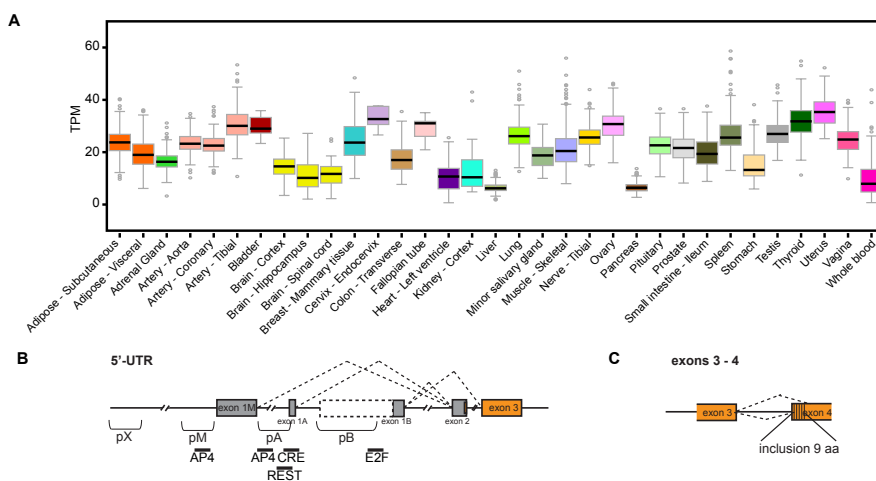 A
TPM
60
40
20
0
Adipose - Subcutaneous
Adipose - Visceral
Adrenal Gland
Artery - Aorta
Artery - Coronary
Artery - Tibial
Bladder
Brain - Cortex
Brain - Hippocampus
Brain - Spinal cord
Breast - Mammary tissue
Cervix - Endocervix
Colon - Transverse
Fallopian tube
Heart - Left ventricle
Kidney - Cortex
Liver
Lung
Minor salivary gland
Muscle - Skeletal
Nerve - Tibial
Ovary
Pancreas
Pituitary
Prostate
Small intestine - Ileum
Spleen
Stomach
Testis
Thyroid
Uterus
Vagina
Whole blood
B
5'-UTR
exon 1M
exon 1A
exon 1B
exon 2
exon 3
pX
pM
pA
pB
AP4
AP4
CRE
E2F
REST
C
exons 3 - 4
exon 3
exon 4
inclusion 9 aa